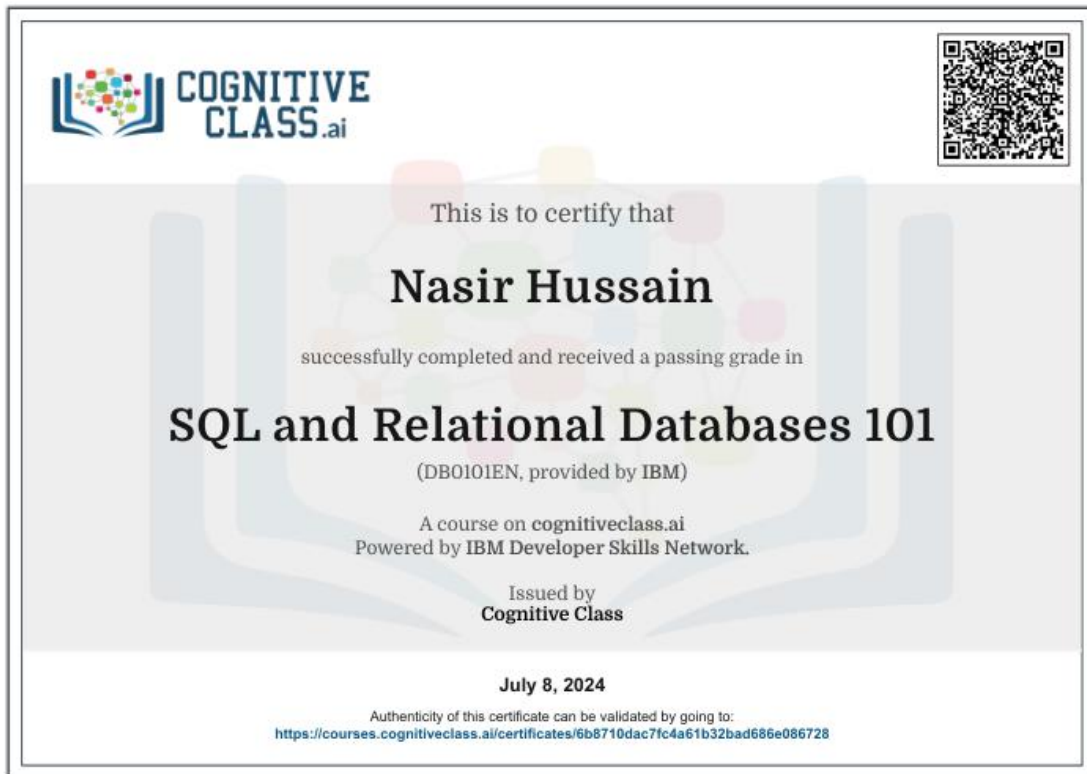 COGNITIVE
CLASS.ai
This is to certify that
Nasir Hussain
successfully completed and received a passing grade in
SQL and Relational Databases 101
(DB0101EN, provided by IBM)
A course on cognitiveclass.ai
Powered by IBM Developer Skills Network.
Issued by
Cognitive Class
July 8, 2024
Authenticity of this certificate can be validated by going to:
https://courses.cognitiveclass.ai/certificates/6b8710dac7fc4a61b32bad686e086728